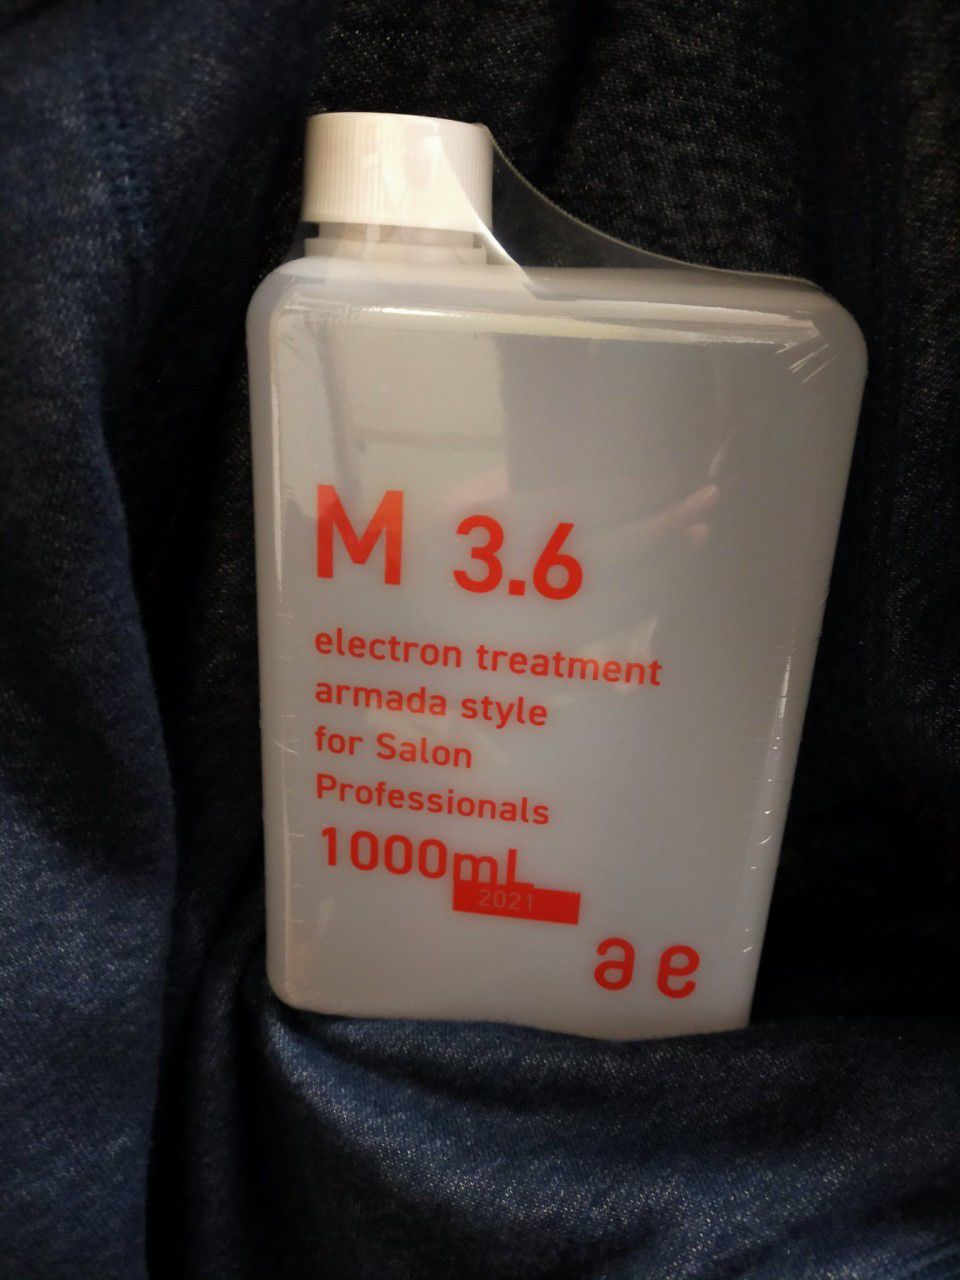 M 3.6
electron treatment
armada style
for Salon
Professionals
1000mL
2021
ae